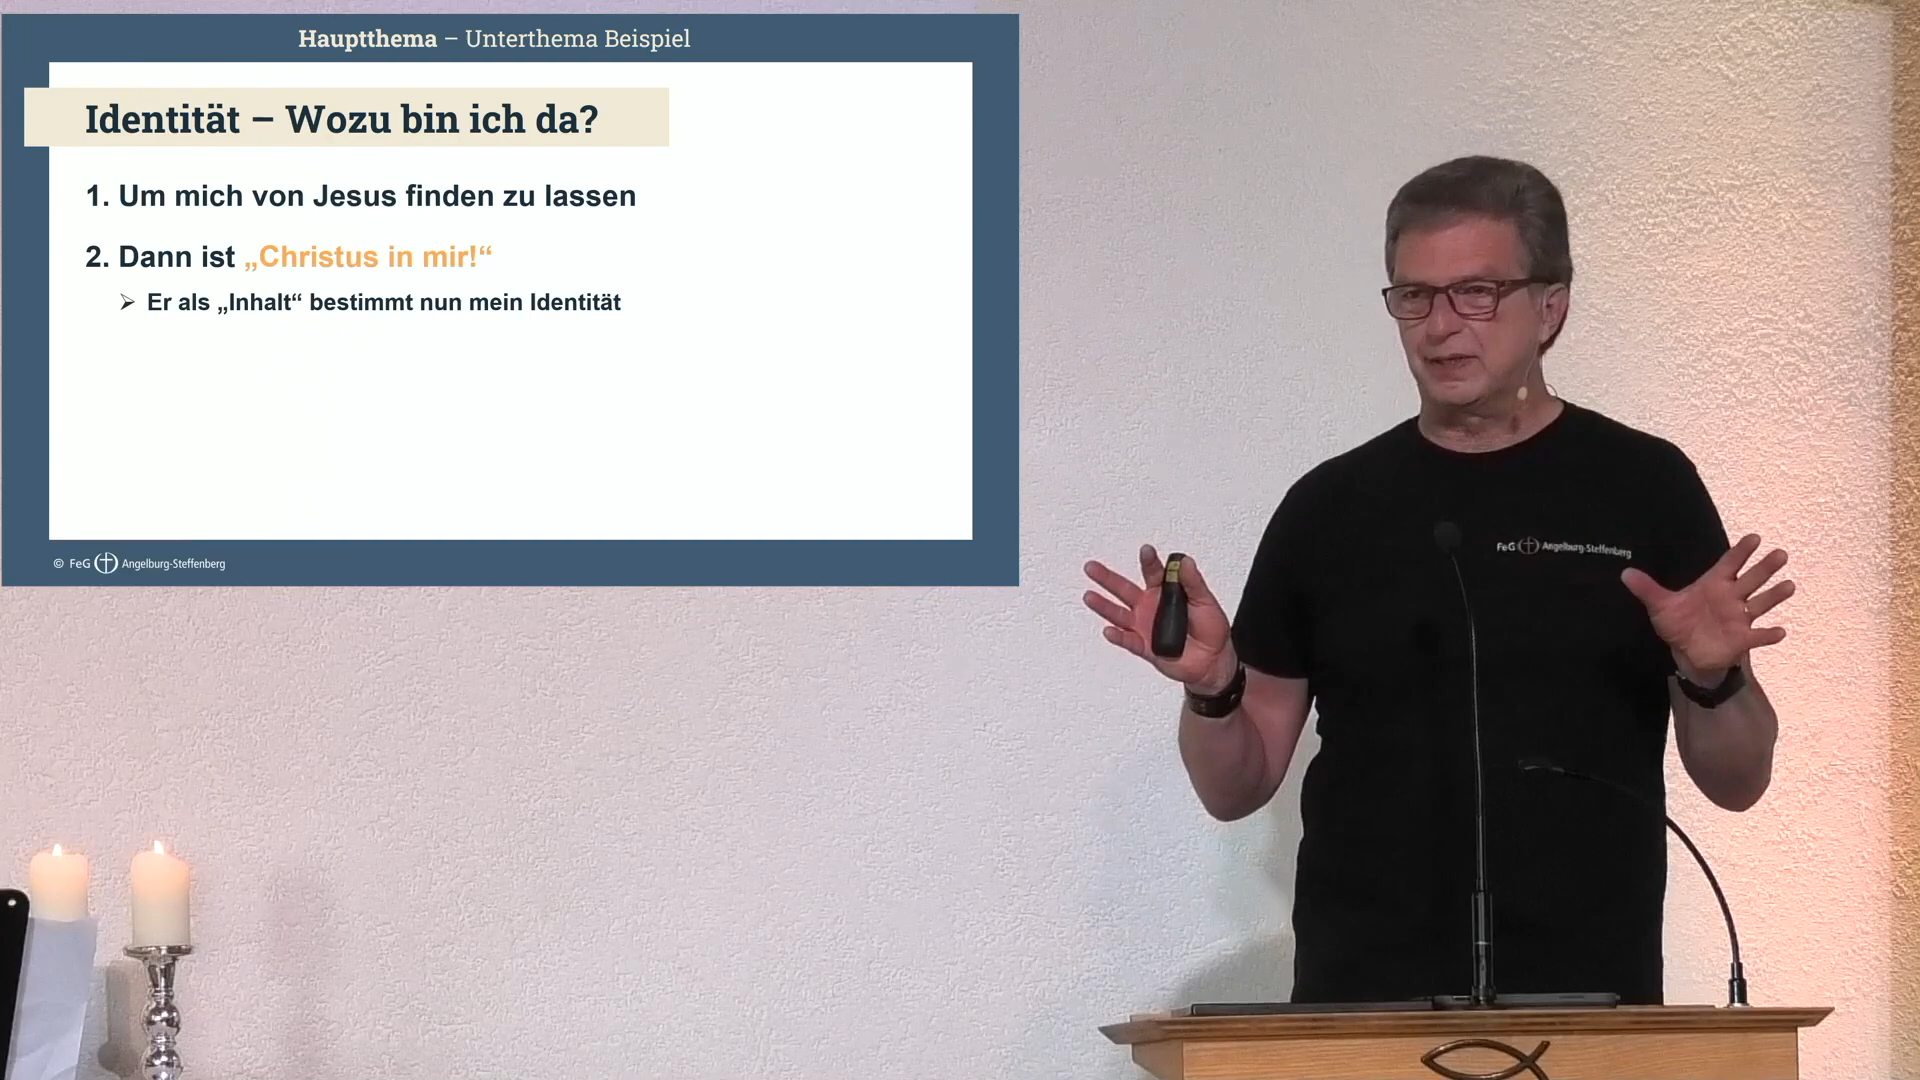 Hauptthema – Unterthema Beispiel
Identität – Wozu bin ich da?
1. Um mich von Jesus finden zu lassen
2. Dann ist „Christus in mir!“
➢ Er als „Inhalt“ bestimmt nun mein Identität
© FeG Angelburg-Steffenberg
FeG Angelburg-Steffenberg